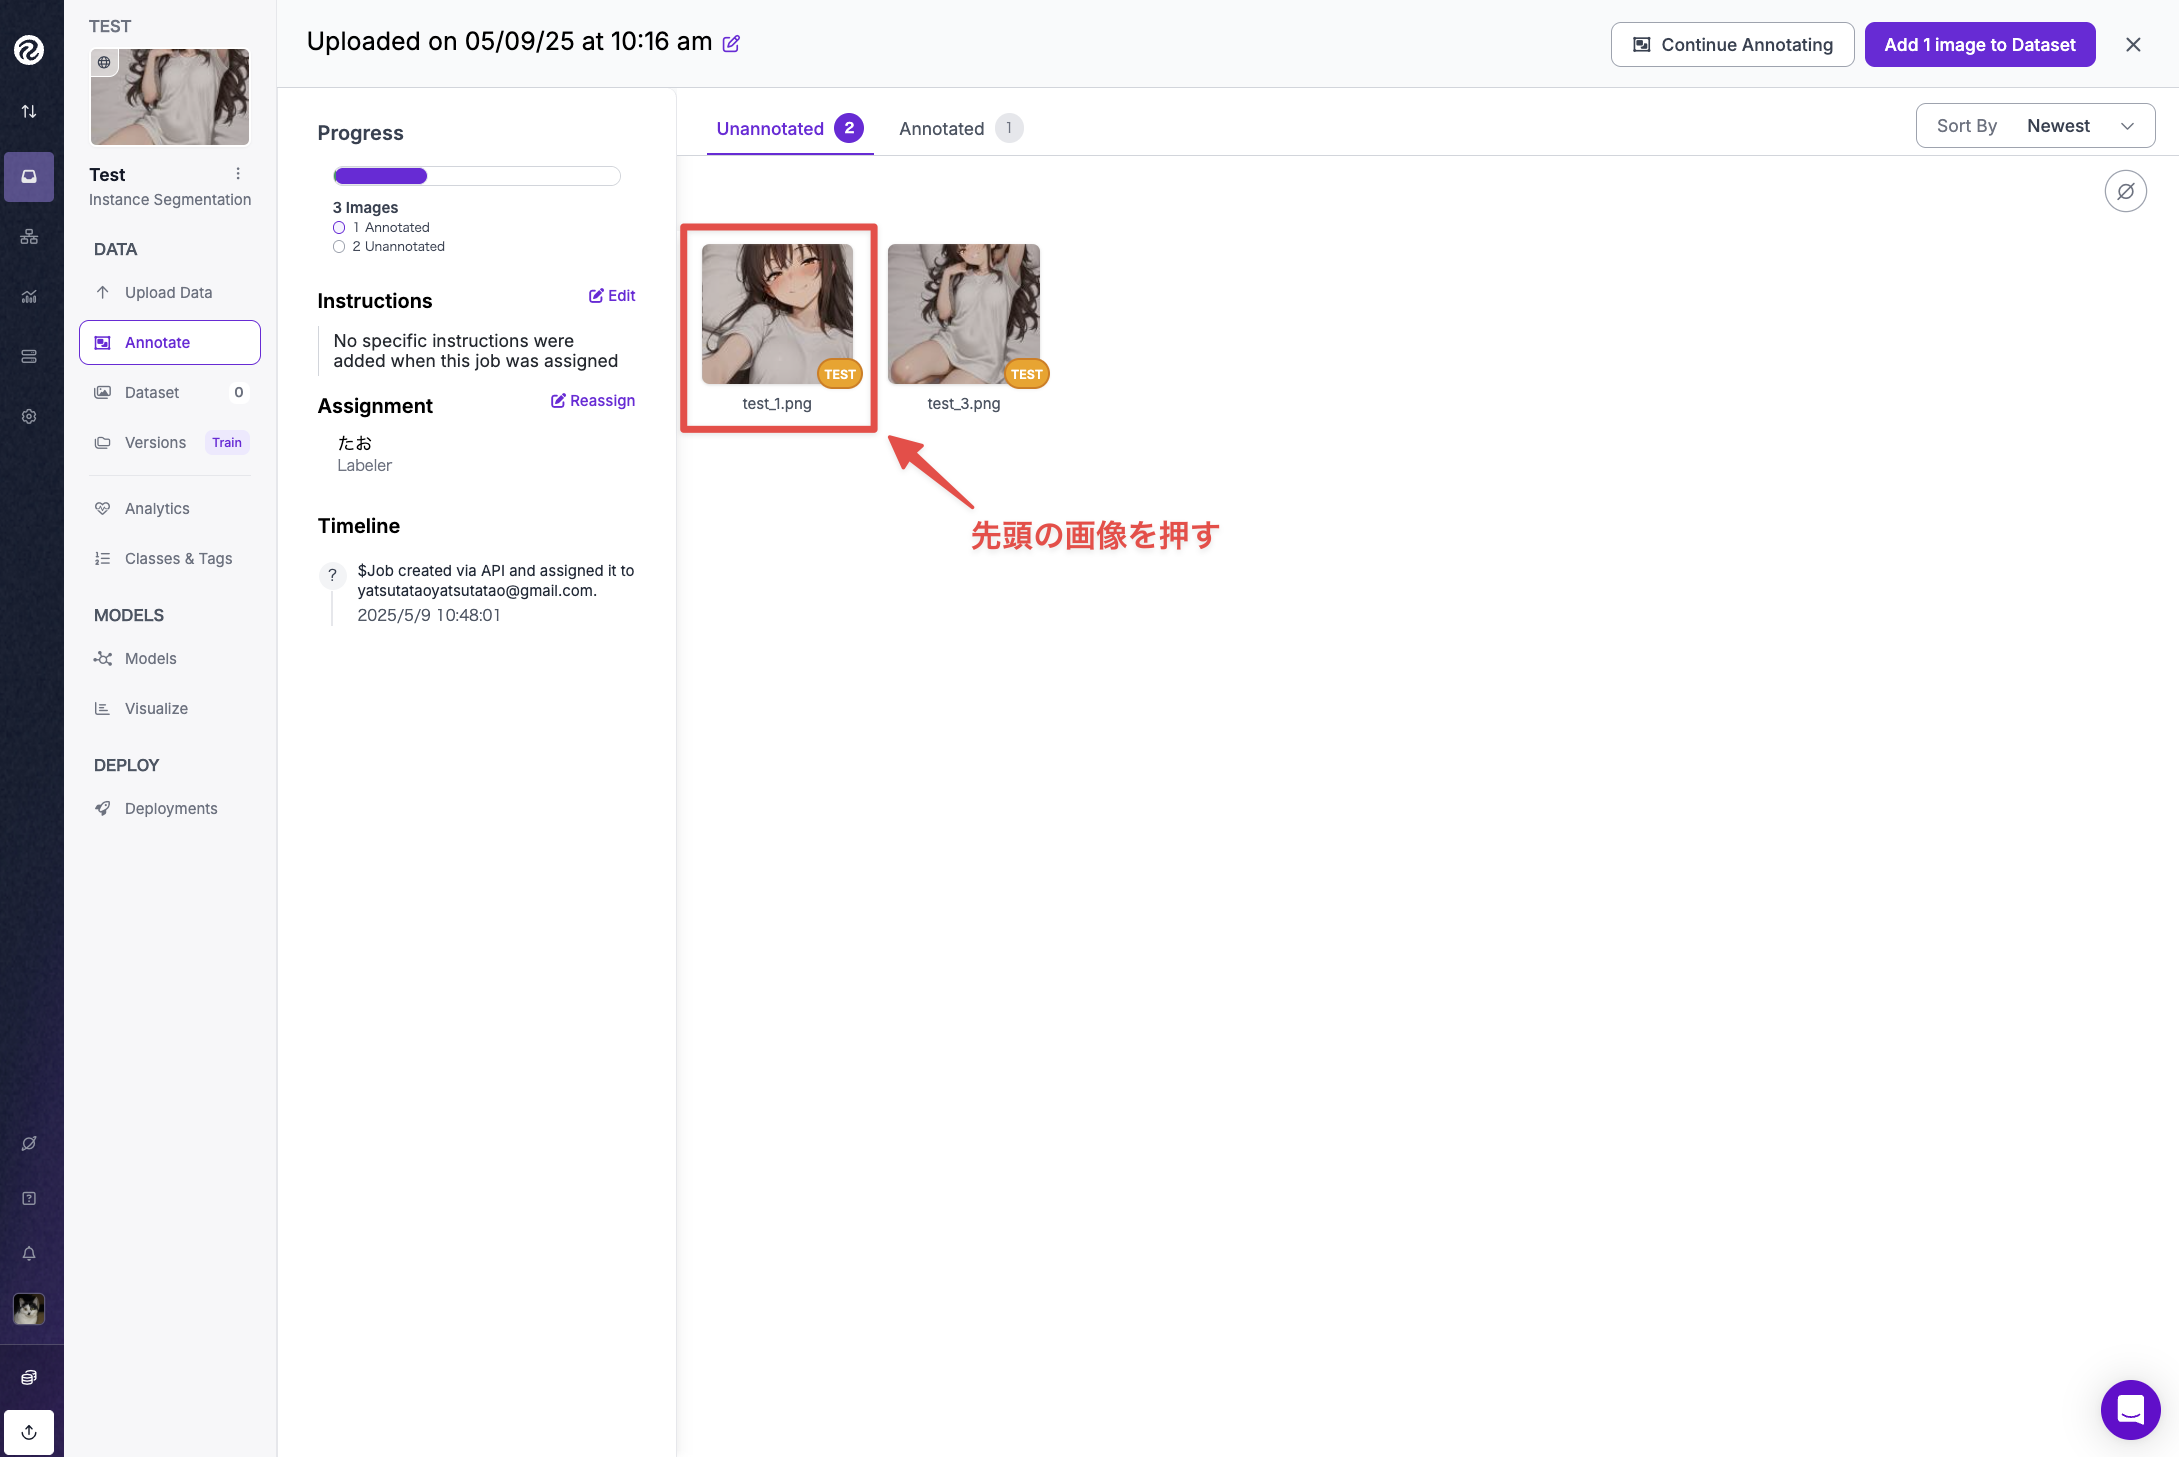 TEST
Test
Instance Segmentation
DATA
Upload Data
Annotate
Dataset 0
Versions Train
Analytics
Classes & Tags
MODELS
Models
Visualize
DEPLOY
Deployments
Uploaded on 05/09/25 at 10:16 am
Continue Annotating
Add 1 image to Dataset
Progress
3 Images
1 Annotated
2 Unannotated
Instructions
Edit
No specific instructions were
added when this job was assigned
Assignment
Reassign
たお
Labeler
Timeline
?
$Job created via API and assigned it to
yatsutataoyatsutatao@gmail.com.
2025/5/9 10:48:01
Unannotated 2
Annotated 1
Sort By Newest
TEST
TEST
test_1.png
test_3.png
先頭の画像を押す